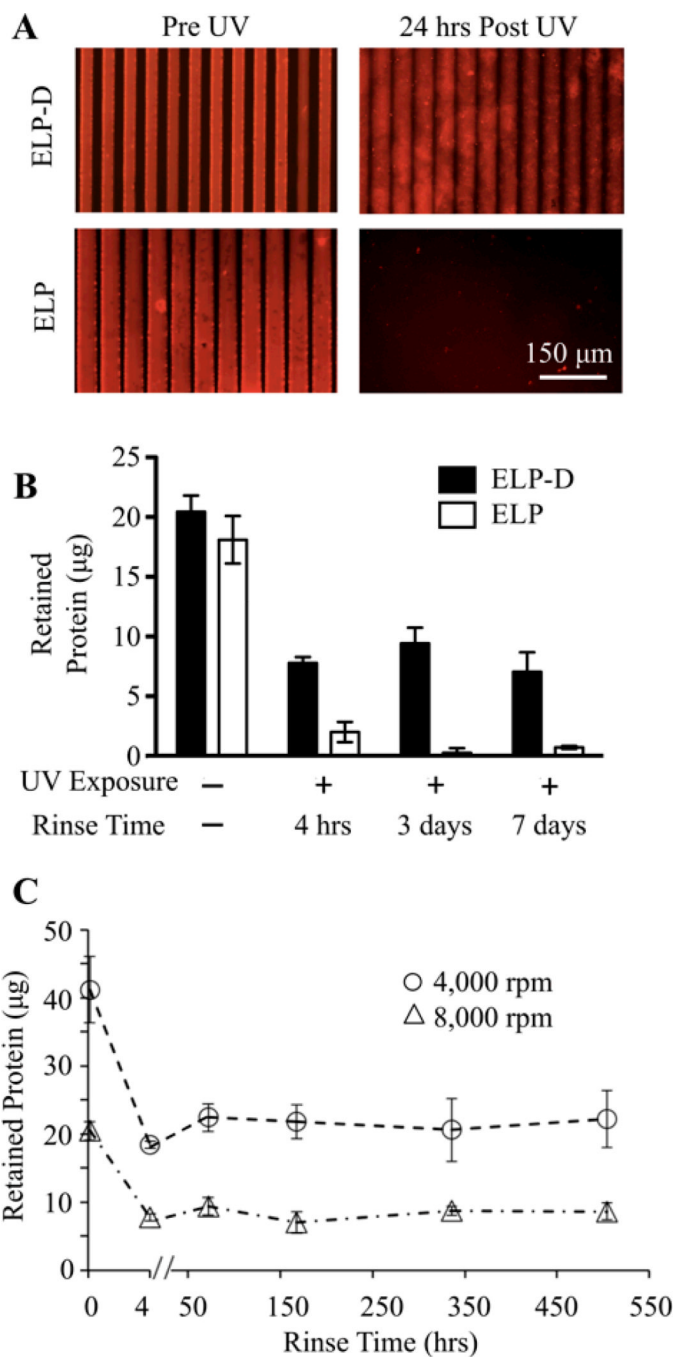 A
Pre UV
24 hrs Post UV
ELP-D
ELP
150 μm
B
25
20
15
10
5
0
Retained
Protein (μg)
ELP-D
ELP
UV Exposure − + + +
Rinse Time − 4 hrs 3 days 7 days
C
50
40
30
20
10
0
Retained Protein (μg)
4,000 rpm
8,000 rpm
0 4 50 150 250 350 450 550
Rinse Time (hrs)